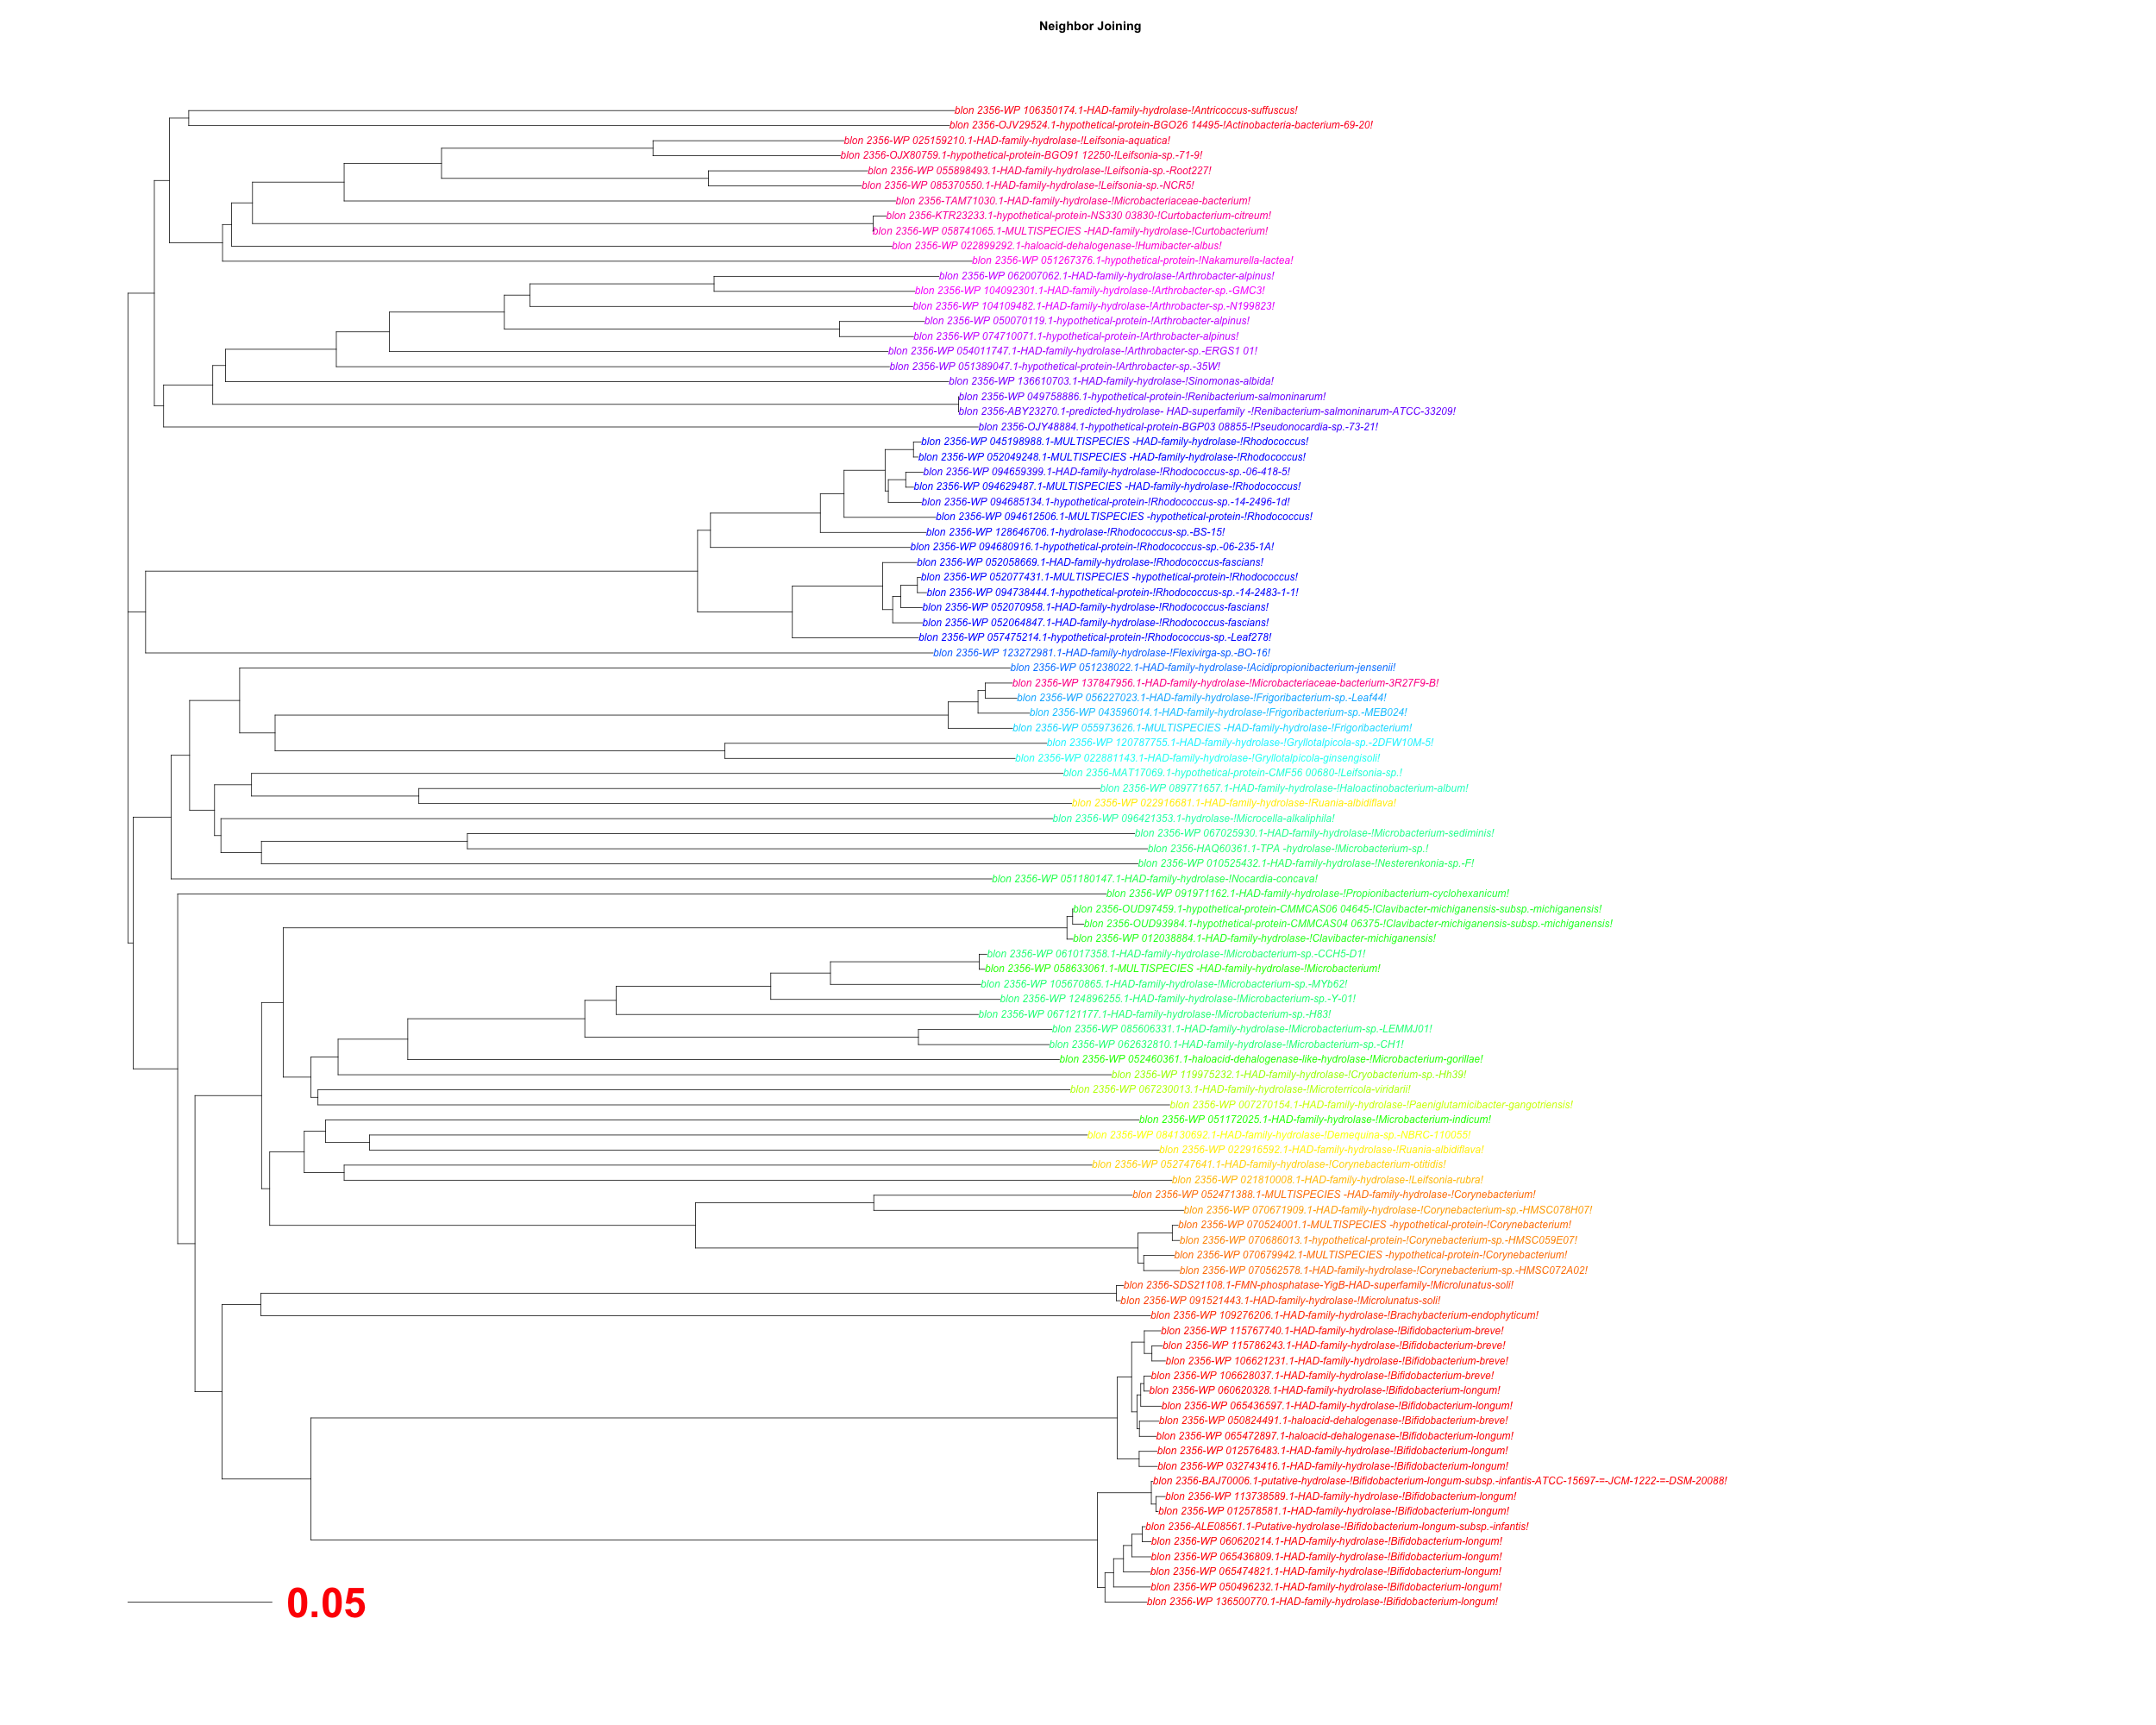 Neighbor Joining
blon 2356-WP 106350174.1-HAD-family-hydrolase-!Antricoccus-suffuscus!
blon 2356-OJV29524.1-hypothetical-protein-BGO26 14495-!Actinobacteria-bacterium-69-20!
blon 2356-WP 025159210.1-HAD-family-hydrolase-!Leifsonia-aquatica!
blon 2356-OJX80759.1-hypothetical-protein-BGO91 12250-!Leifsonia-sp.-71-9!
blon 2356-WP 055898493.1-HAD-family-hydrolase-!Leifsonia-sp.-Root227!
blon 2356-WP 085370550.1-HAD-family-hydrolase-!Leifsonia-sp.-NCR5!
blon 2356-TAM71030.1-HAD-family-hydrolase-!Microbacteriaceae-bacterium!
blon 2356-KTR23233.1-hypothetical-protein-NS330 03830-!Curtobacterium-citreum!
blon 2356-WP 058741065.1-MULTISPECIES -HAD-family-hydrolase-!Curtobacterium!
blon 2356-WP 022899292.1-haloacid-dehalogenase-!Humibacter-albus!
blon 2356-WP 051267376.1-hypothetical-protein-!Nakamurella-lactea!
blon 2356-WP 062007062.1-HAD-family-hydrolase-!Arthrobacter-alpinus!
blon 2356-WP 104092301.1-HAD-family-hydrolase-!Arthrobacter-sp.-GMC3!
blon 2356-WP 104109482.1-HAD-family-hydrolase-!Arthrobacter-sp.-N199823!
blon 2356-WP 050070119.1-hypothetical-protein-!Arthrobacter-alpinus!
blon 2356-WP 074710071.1-hypothetical-protein-!Arthrobacter-alpinus!
blon 2356-WP 054011747.1-HAD-family-hydrolase-!Arthrobacter-sp.-ERGS1 01!
blon 2356-WP 051389047.1-hypothetical-protein-!Arthrobacter-sp.-35W!
blon 2356-WP 136610703.1-HAD-family-hydrolase-!Sinomonas-albida!
blon 2356-WP 049758886.1-hypothetical-protein-!Renibacterium-salmoninarum!
blon 2356-ABY23270.1-predicted-hydrolase- HAD-superfamily -!Renibacterium-salmoninarum-ATCC-33209!
blon 2356-OJY48884.1-hypothetical-protein-BGP03 08855-!Pseudonocardia-sp.-73-21!
blon 2356-WP 045198988.1-MULTISPECIES -HAD-family-hydrolase-!Rhodococcus!
blon 2356-WP 052049248.1-MULTISPECIES -HAD-family-hydrolase-!Rhodococcus!
blon 2356-WP 094659399.1-HAD-family-hydrolase-!Rhodococcus-sp.-06-418-5!
blon 2356-WP 094629487.1-MULTISPECIES -HAD-family-hydrolase-!Rhodococcus!
blon 2356-WP 094685134.1-hypothetical-protein-!Rhodococcus-sp.-14-2496-1d!
blon 2356-WP 094612506.1-MULTISPECIES -hypothetical-protein-!Rhodococcus!
blon 2356-WP 128646706.1-hydrolase-!Rhodococcus-sp.-BS-15!
blon 2356-WP 094680916.1-hypothetical-protein-!Rhodococcus-sp.-06-235-1A!
blon 2356-WP 052058669.1-HAD-family-hydrolase-!Rhodococcus-fascians!
blon 2356-WP 052077431.1-MULTISPECIES -hypothetical-protein-!Rhodococcus!
blon 2356-WP 094738444.1-hypothetical-protein-!Rhodococcus-sp.-14-2483-1-1!
blon 2356-WP 052070958.1-HAD-family-hydrolase-!Rhodococcus-fascians!
blon 2356-WP 052064847.1-HAD-family-hydrolase-!Rhodococcus-fascians!
blon 2356-WP 057475214.1-hypothetical-protein-!Rhodococcus-sp.-Leaf278!
blon 2356-WP 123272981.1-HAD-family-hydrolase-!Flexivirga-sp.-BO-16!
blon 2356-WP 051238022.1-HAD-family-hydrolase-!Acidipropionibacterium-jensenii!
blon 2356-WP 137847956.1-HAD-family-hydrolase-!Microbacteriaceae-bacterium-3R27F9-B!
blon 2356-WP 056227023.1-HAD-family-hydrolase-!Frigoribacterium-sp.-Leaf44!
blon 2356-WP 043596014.1-HAD-family-hydrolase-!Frigoribacterium-sp.-MEB024!
blon 2356-WP 055973626.1-MULTISPECIES -HAD-family-hydrolase-!Frigoribacterium!
blon 2356-WP 120787755.1-HAD-family-hydrolase-!Gryllotalpicola-sp.-2DFW10M-5!
blon 2356-WP 022881143.1-HAD-family-hydrolase-!Gryllotalpicola-ginsengisoli!
blon 2356-MAT17069.1-hypothetical-protein-CMF56 00680-!Leifsonia-sp.!
blon 2356-WP 089771657.1-HAD-family-hydrolase-!Haloactinobacterium-album!
blon 2356-WP 022916681.1-HAD-family-hydrolase-!Ruania-albidiflava!
blon 2356-WP 096421353.1-hydrolase-!Microcella-alkaliphila!
blon 2356-WP 067025930.1-HAD-family-hydrolase-!Microbacterium-sediminis!
blon 2356-HAQ60361.1-TPA -hydrolase-!Microbacterium-sp.!
blon 2356-WP 010525432.1-HAD-family-hydrolase-!Nesterenkonia-sp.-F!
blon 2356-WP 051180147.1-HAD-family-hydrolase-!Nocardia-concava!
blon 2356-WP 091971162.1-HAD-family-hydrolase-!Propionibacterium-cyclohexanicum!
blon 2356-OUD97459.1-hypothetical-protein-CMMCAS06 04645-!Clavibacter-michiganensis-subsp.-michiganensis!
blon 2356-OUD93984.1-hypothetical-protein-CMMCAS04 06375-!Clavibacter-michiganensis-subsp.-michiganensis!
blon 2356-WP 012038884.1-HAD-family-hydrolase-!Clavibacter-michiganensis!
blon 2356-WP 061017358.1-HAD-family-hydrolase-!Microbacterium-sp.-CCH5-D1!
blon 2356-WP 058633061.1-MULTISPECIES -HAD-family-hydrolase-!Microbacterium!
blon 2356-WP 105670865.1-HAD-family-hydrolase-!Microbacterium-sp.-MYb62!
blon 2356-WP 124896255.1-HAD-family-hydrolase-!Microbacterium-sp.-Y-01!
blon 2356-WP 067121177.1-HAD-family-hydrolase-!Microbacterium-sp.-H83!
blon 2356-WP 085606331.1-HAD-family-hydrolase-!Microbacterium-sp.-LEMMJ01!
blon 2356-WP 062632810.1-HAD-family-hydrolase-!Microbacterium-sp.-CH1!
blon 2356-WP 052460361.1-haloacid-dehalogenase-like-hydrolase-!Microbacterium-gorillae!
blon 2356-WP 119975232.1-HAD-family-hydrolase-!Cryobacterium-sp.-Hh39!
blon 2356-WP 067230013.1-HAD-family-hydrolase-!Microterricola-viridarii!
blon 2356-WP 007270154.1-HAD-family-hydrolase-!Paeniglutamicibacter-gangotriensis!
blon 2356-WP 051172025.1-HAD-family-hydrolase-!Microbacterium-indicum!
blon 2356-WP 084130692.1-HAD-family-hydrolase-!Demequina-sp.-NBRC-110055!
blon 2356-WP 022916592.1-HAD-family-hydrolase-!Ruania-albidiflava!
blon 2356-WP 052747641.1-HAD-family-hydrolase-!Corynebacterium-otitidis!
blon 2356-WP 021810008.1-HAD-family-hydrolase-!Leifsonia-rubra!
blon 2356-WP 052471388.1-MULTISPECIES -HAD-family-hydrolase-!Corynebacterium!
blon 2356-WP 070671909.1-HAD-family-hydrolase-!Corynebacterium-sp.-HMSC078H07!
blon 2356-WP 070524001.1-MULTISPECIES -hypothetical-protein-!Corynebacterium!
blon 2356-WP 070686013.1-hypothetical-protein-!Corynebacterium-sp.-HMSC059E07!
blon 2356-WP 070679942.1-MULTISPECIES -hypothetical-protein-!Corynebacterium!
blon 2356-WP 070562578.1-HAD-family-hydrolase-!Corynebacterium-sp.-HMSC072A02!
blon 2356-SDS21108.1-FMN-phosphatase-YigB-HAD-superfamily-!Microlunatus-soli!
blon 2356-WP 091521443.1-HAD-family-hydrolase-!Microlunatus-soli!
blon 2356-WP 109276206.1-HAD-family-hydrolase-!Brachybacterium-endophyticum!
blon 2356-WP 115767740.1-HAD-family-hydrolase-!Bifidobacterium-breve!
blon 2356-WP 115786243.1-HAD-family-hydrolase-!Bifidobacterium-breve!
blon 2356-WP 106621231.1-HAD-family-hydrolase-!Bifidobacterium-breve!
blon 2356-WP 106628037.1-HAD-family-hydrolase-!Bifidobacterium-breve!
blon 2356-WP 060620328.1-HAD-family-hydrolase-!Bifidobacterium-longum!
blon 2356-WP 065436597.1-HAD-family-hydrolase-!Bifidobacterium-longum!
blon 2356-WP 050824491.1-haloacid-dehalogenase-!Bifidobacterium-breve!
blon 2356-WP 065472897.1-haloacid-dehalogenase-!Bifidobacterium-longum!
blon 2356-WP 012576483.1-HAD-family-hydrolase-!Bifidobacterium-longum!
blon 2356-WP 032743416.1-HAD-family-hydrolase-!Bifidobacterium-longum!
blon 2356-BAJ70006.1-putative-hydrolase-!Bifidobacterium-longum-subsp.-infantis-ATCC-15697-=-JCM-1222-=-DSM-20088!
blon 2356-WP 113738589.1-HAD-family-hydrolase-!Bifidobacterium-longum!
blon 2356-WP 012578581.1-HAD-family-hydrolase-!Bifidobacterium-longum!
blon 2356-ALE08561.1-Putative-hydrolase-!Bifidobacterium-longum-subsp.-infantis!
blon 2356-WP 060620214.1-HAD-family-hydrolase-!Bifidobacterium-longum!
blon 2356-WP 065436809.1-HAD-family-hydrolase-!Bifidobacterium-longum!
blon 2356-WP 065474821.1-HAD-family-hydrolase-!Bifidobacterium-longum!
blon 2356-WP 050496232.1-HAD-family-hydrolase-!Bifidobacterium-longum!
blon 2356-WP 136500770.1-HAD-family-hydrolase-!Bifidobacterium-longum!
0.05